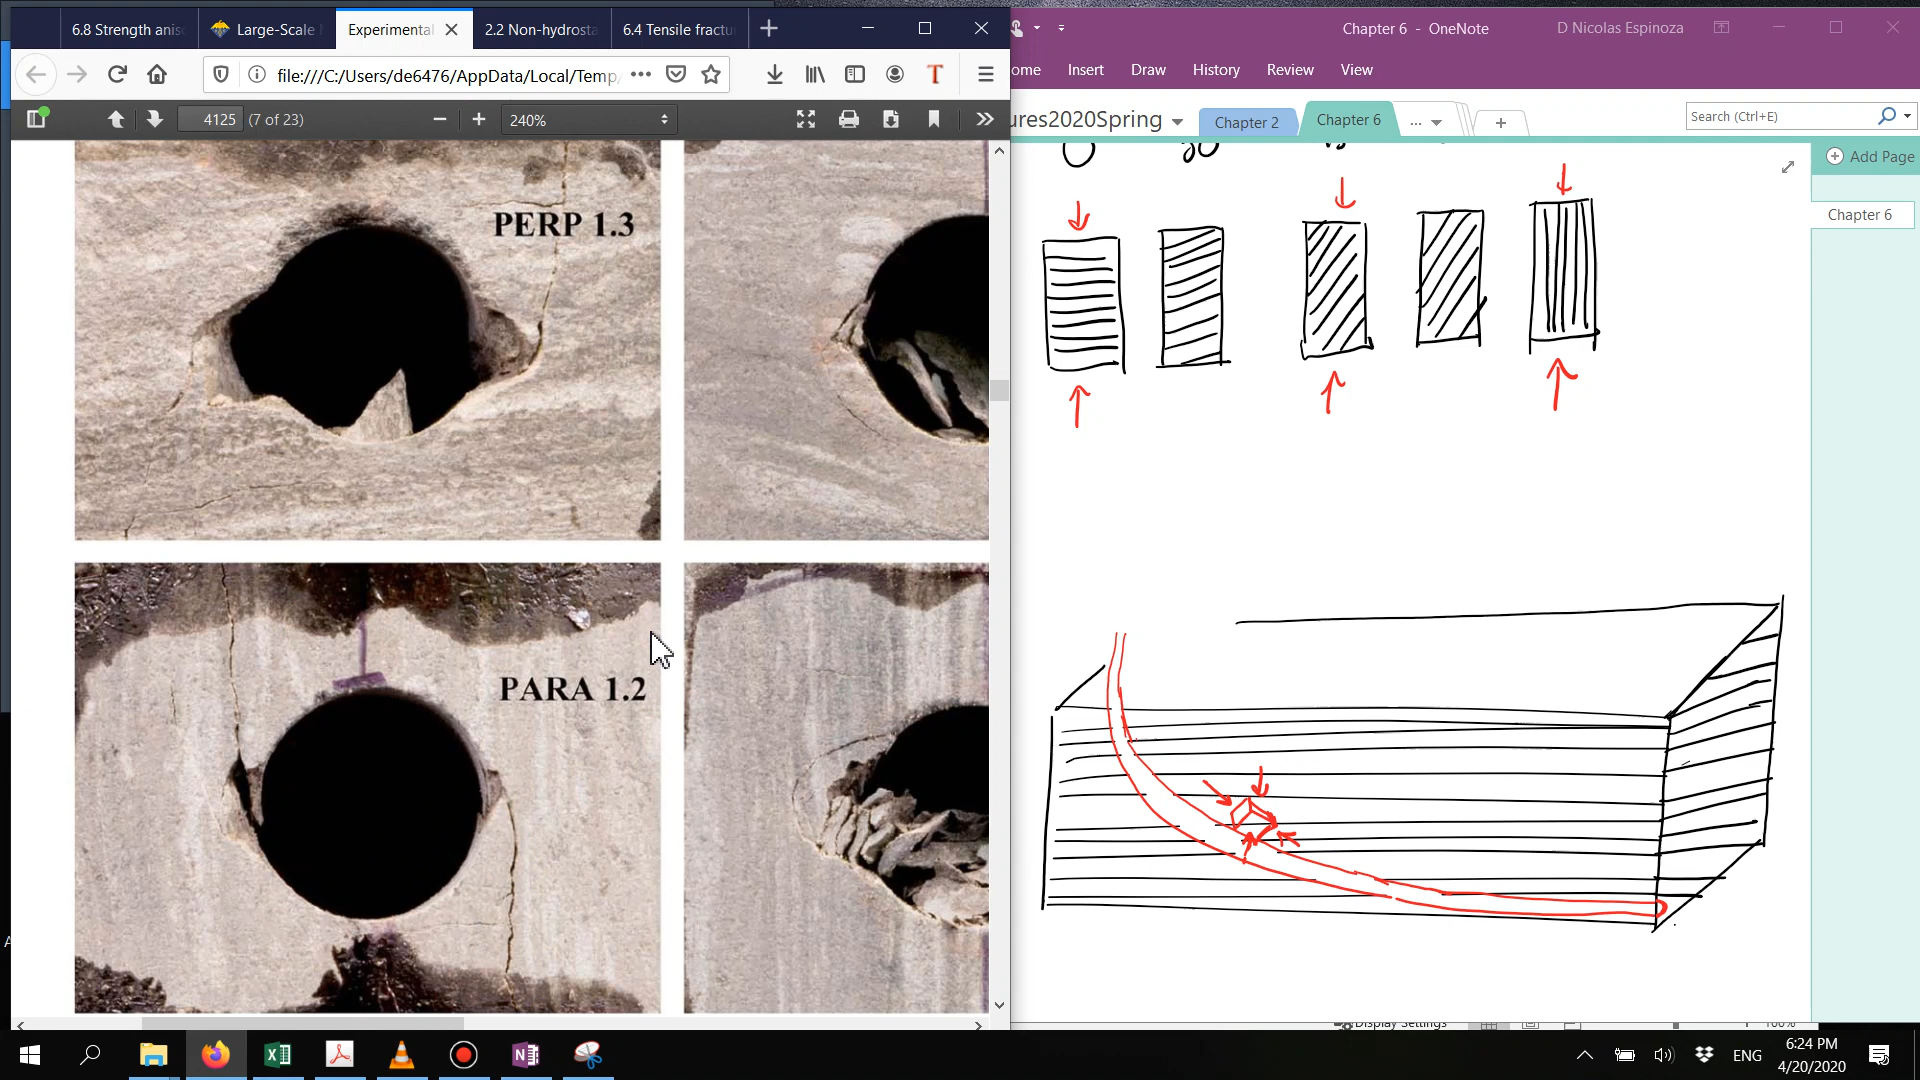 6.8 Strength anis
Large-Scale
Experimental
2.2 Non-hydrosta
6.4 Tensile fractu
Chapter 6 - OneNote
D Nicolas Espinoza
file:///C:/Users/de6476/AppData/Local/Temp/
ome
Insert
Draw
History
Review
View
4125
(7 of 23)
240%
ures2020Spring
Chapter 2
Chapter 6
...
Search (Ctrl+E)
Add Page
Chapter 6
PERP 1.3
PARA 1.2
Display Settings
100%
ENG
6:24 PM
4/20/2020